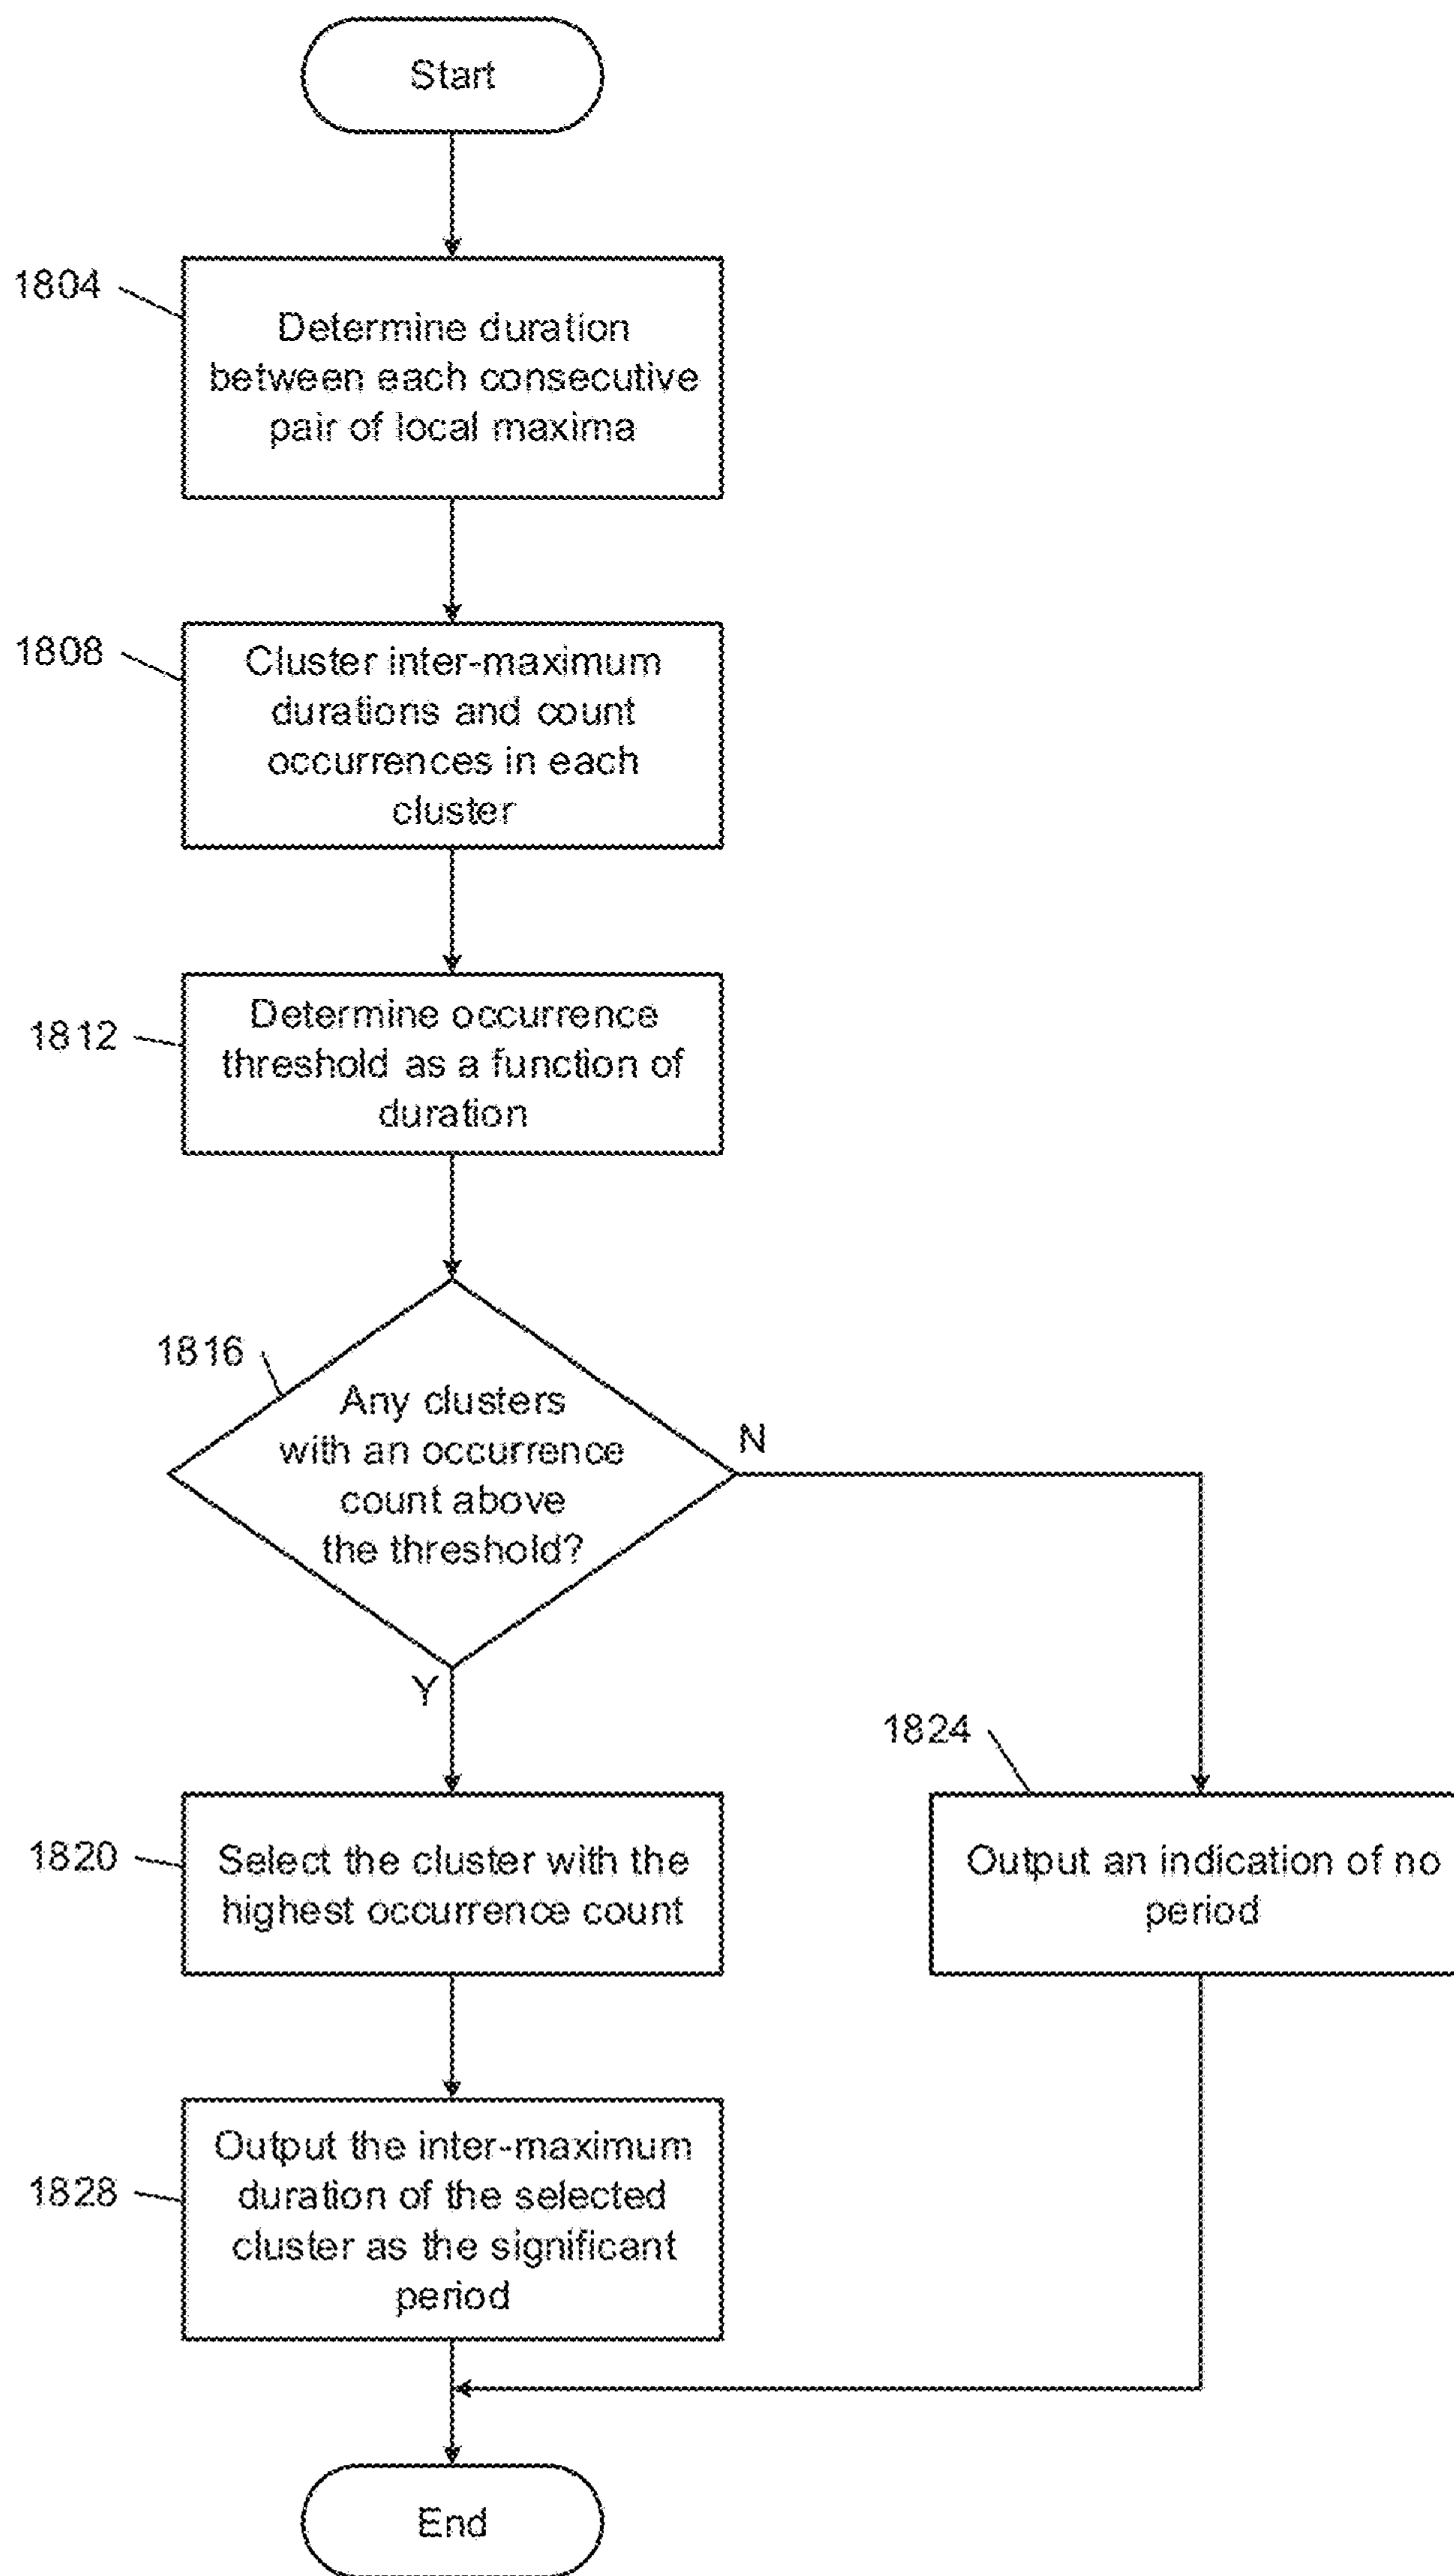 Start
1804
Determine duration
between each consecutive
pair of local maxima
1808
Cluster inter-maximum
durations and count
occurrences in each
cluster
1812
Determine occurrence
threshold as a function of
duration
1816
Any clusters
with an occurrence
count above
the threshold?
N
Y
1824
1820
Select the cluster with the
highest occurrence count
Output an indication of no
period
1828
Output the inter-maximum
duration of the selected
cluster as the significant
period
End